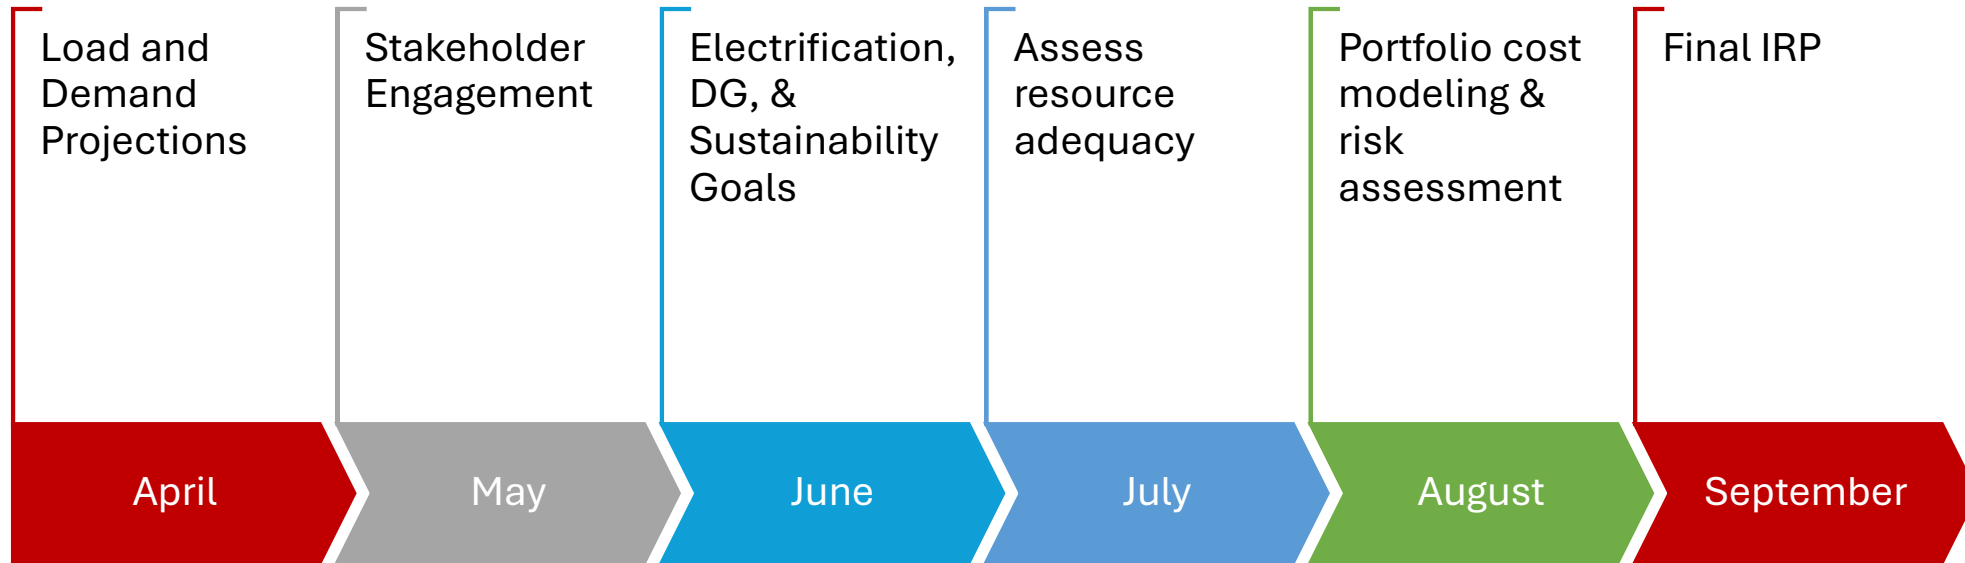 Load and
Demand
Projections
Stakeholder
Engagement
Electrification,
DG, &
Sustainability
Goals
Assess
resource
adequacy
Portfolio cost
modeling &
risk
assessment
Final IRP
April
May
June
July
August
September